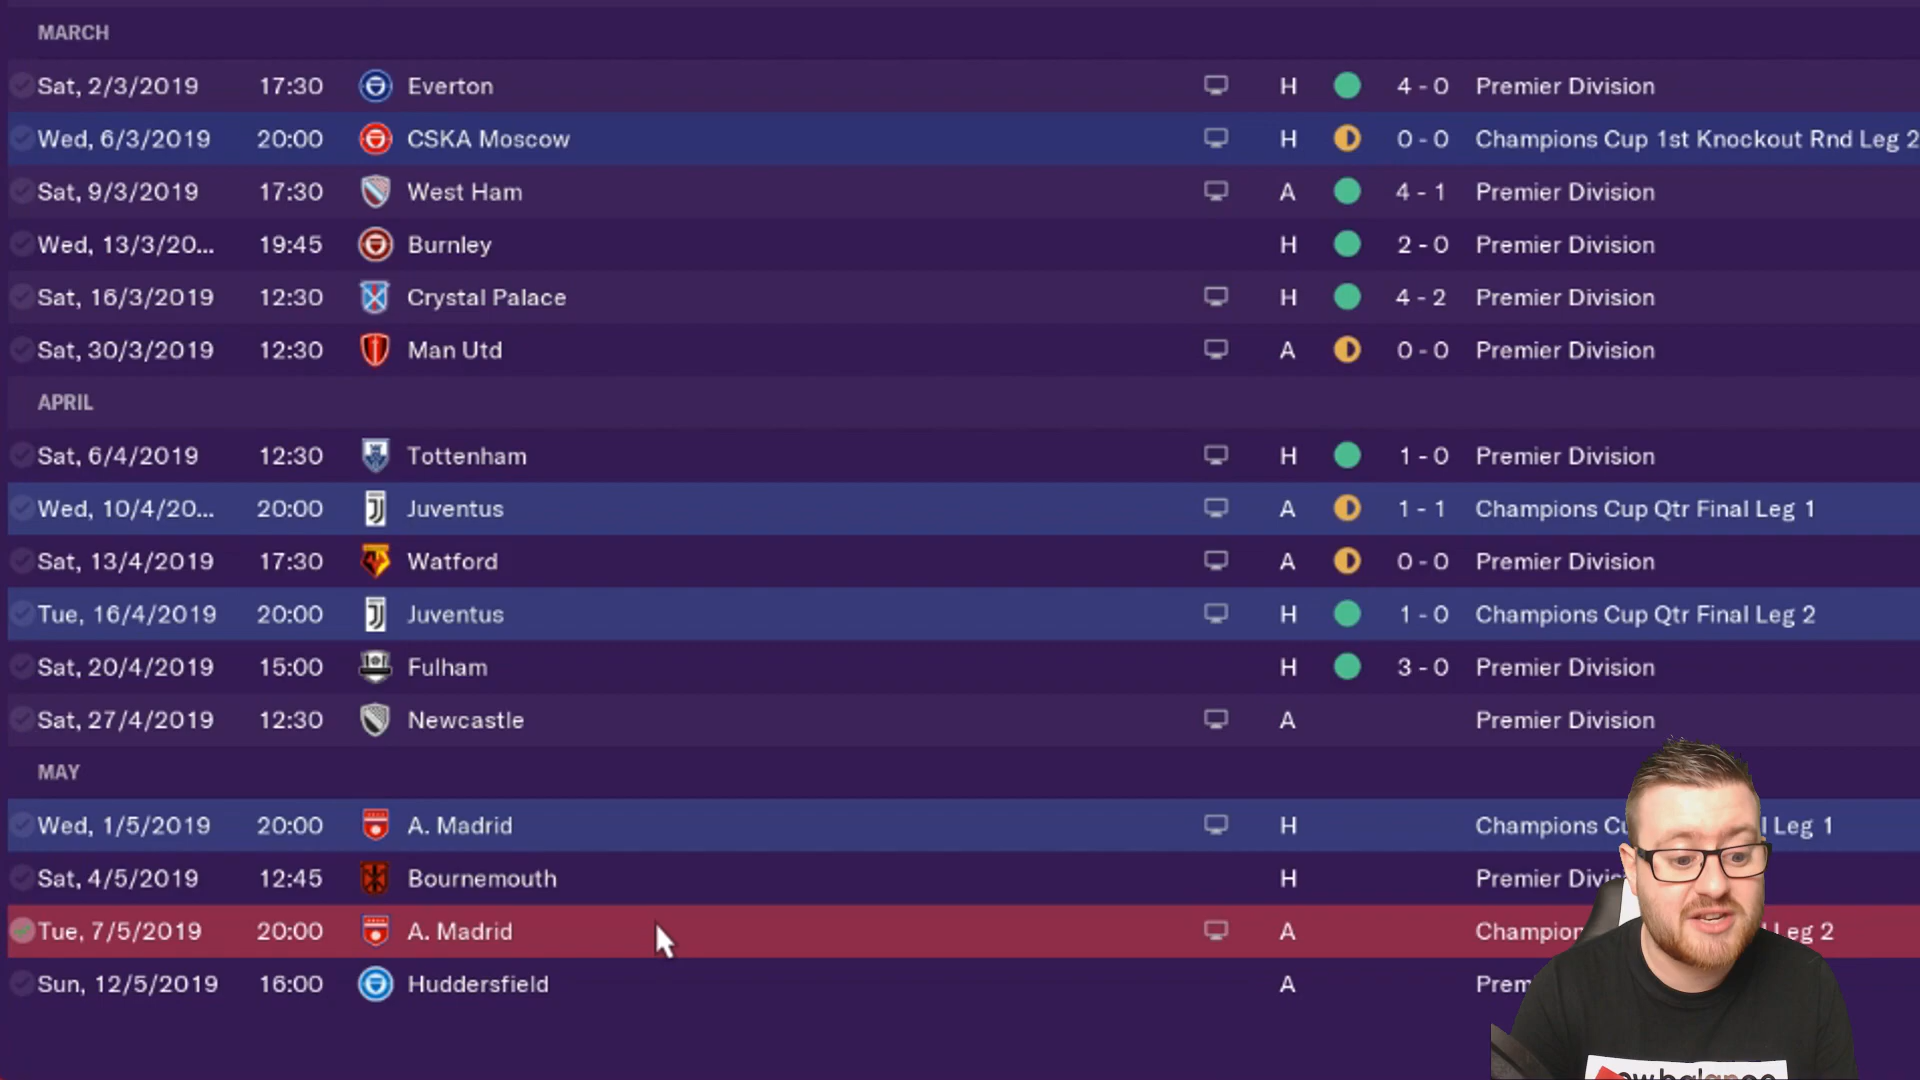 MARCH
Sat, 2/3/2019 17:30 Everton H 4 - 0 Premier Division
Wed, 6/3/2019 20:00 CSKA Moscow H 0 - 0 Champions Cup 1st Knockout Rnd Leg 2
Sat, 9/3/2019 17:30 West Ham A 4 - 1 Premier Division
Wed, 13/3/20... 19:45 Burnley H 2 - 0 Premier Division
Sat, 16/3/2019 12:30 Crystal Palace H 4 - 2 Premier Division
Sat, 30/3/2019 12:30 Man Utd A 0 - 0 Premier Division
APRIL
Sat, 6/4/2019 12:30 Tottenham H 1 - 0 Premier Division
Wed, 10/4/20... 20:00 Juventus A 1 - 1 Champions Cup Qtr Final Leg 1
Sat, 13/4/2019 17:30 Watford A 0 - 0 Premier Division
Tue, 16/4/2019 20:00 Juventus H 1 - 0 Champions Cup Qtr Final Leg 2
Sat, 20/4/2019 15:00 Fulham H 3 - 0 Premier Division
Sat, 27/4/2019 12:30 Newcastle A Premier Division
MAY
Wed, 1/5/2019 20:00 A. Madrid H Champions Leg 1
Sat, 4/5/2019 12:45 Bournemouth H Premier
Tue, 7/5/2019 20:00 A. Madrid A Leg 2
Sun, 12/5/2019 16:00 Huddersfield A